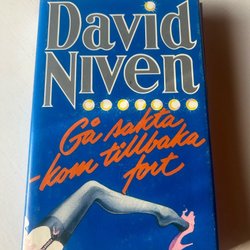 David
Niven
Gå sakta
-kom tillbaka
fort